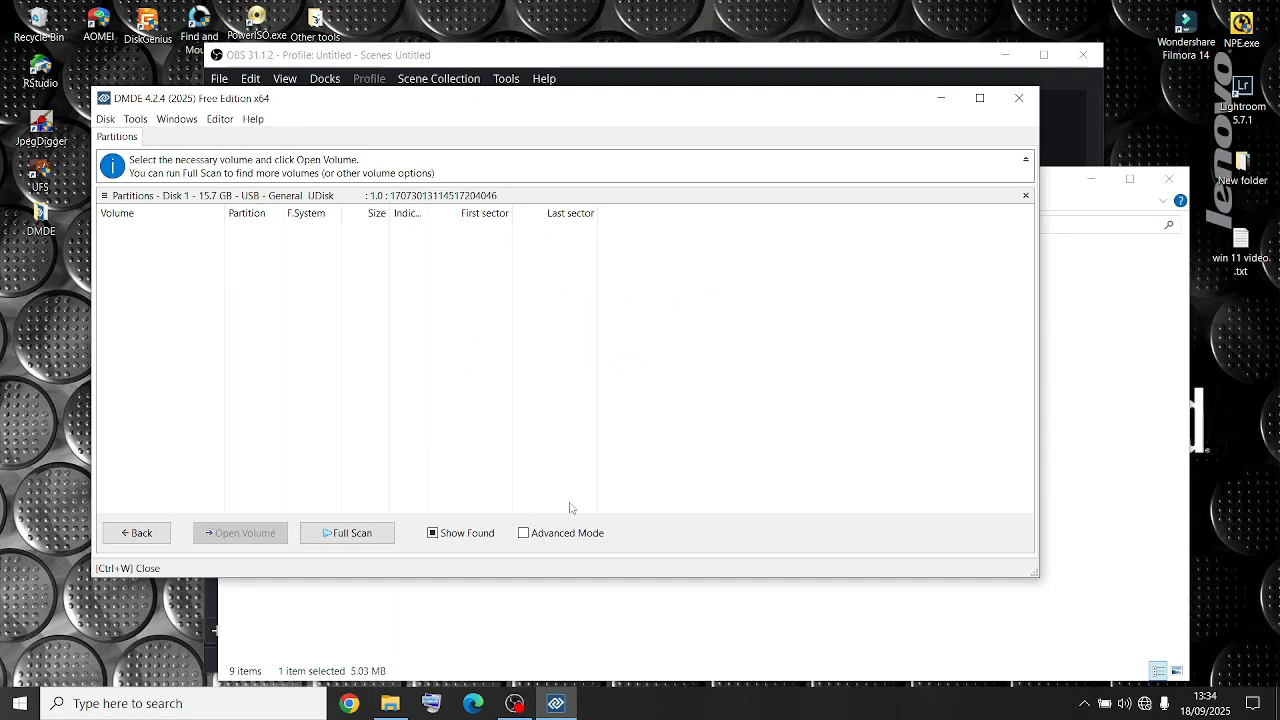 Recycle Bin
AOMEI
DiskGenius
Find and
Mou
PowerISO.exe
Other tools
RStudio
JpegDigger
UFS
DMDE
Wondershare
Filmora 14
NPE.exe
Lightroom
5.7.1
New folder
win 11 video.
.txt
lenovo
OBS 31.1.2 - Profile: Untitled - Scenes: Untitled
File Edit View Docks Profile Scene Collection Tools Help
DMDE 4.2.4 (2025) Free Edition x64
Disk Tools Windows Editor Help
Partitions
Select the necessary volume and click Open Volume.
You can run Full Scan to find more volumes (or other volume options)
Partitions - Disk 1 - 15.7 GB - USB - General UDisk : 1.0 : 17073013114517204046
Volume Partition F.System Size Indic... First sector Last sector
Back Open Volume Full Scan Show Found Advanced Mode
[Ctrl+W] Close
9 items 1 item selected 5.03 MB
Type here to search
13:34
18/09/2025